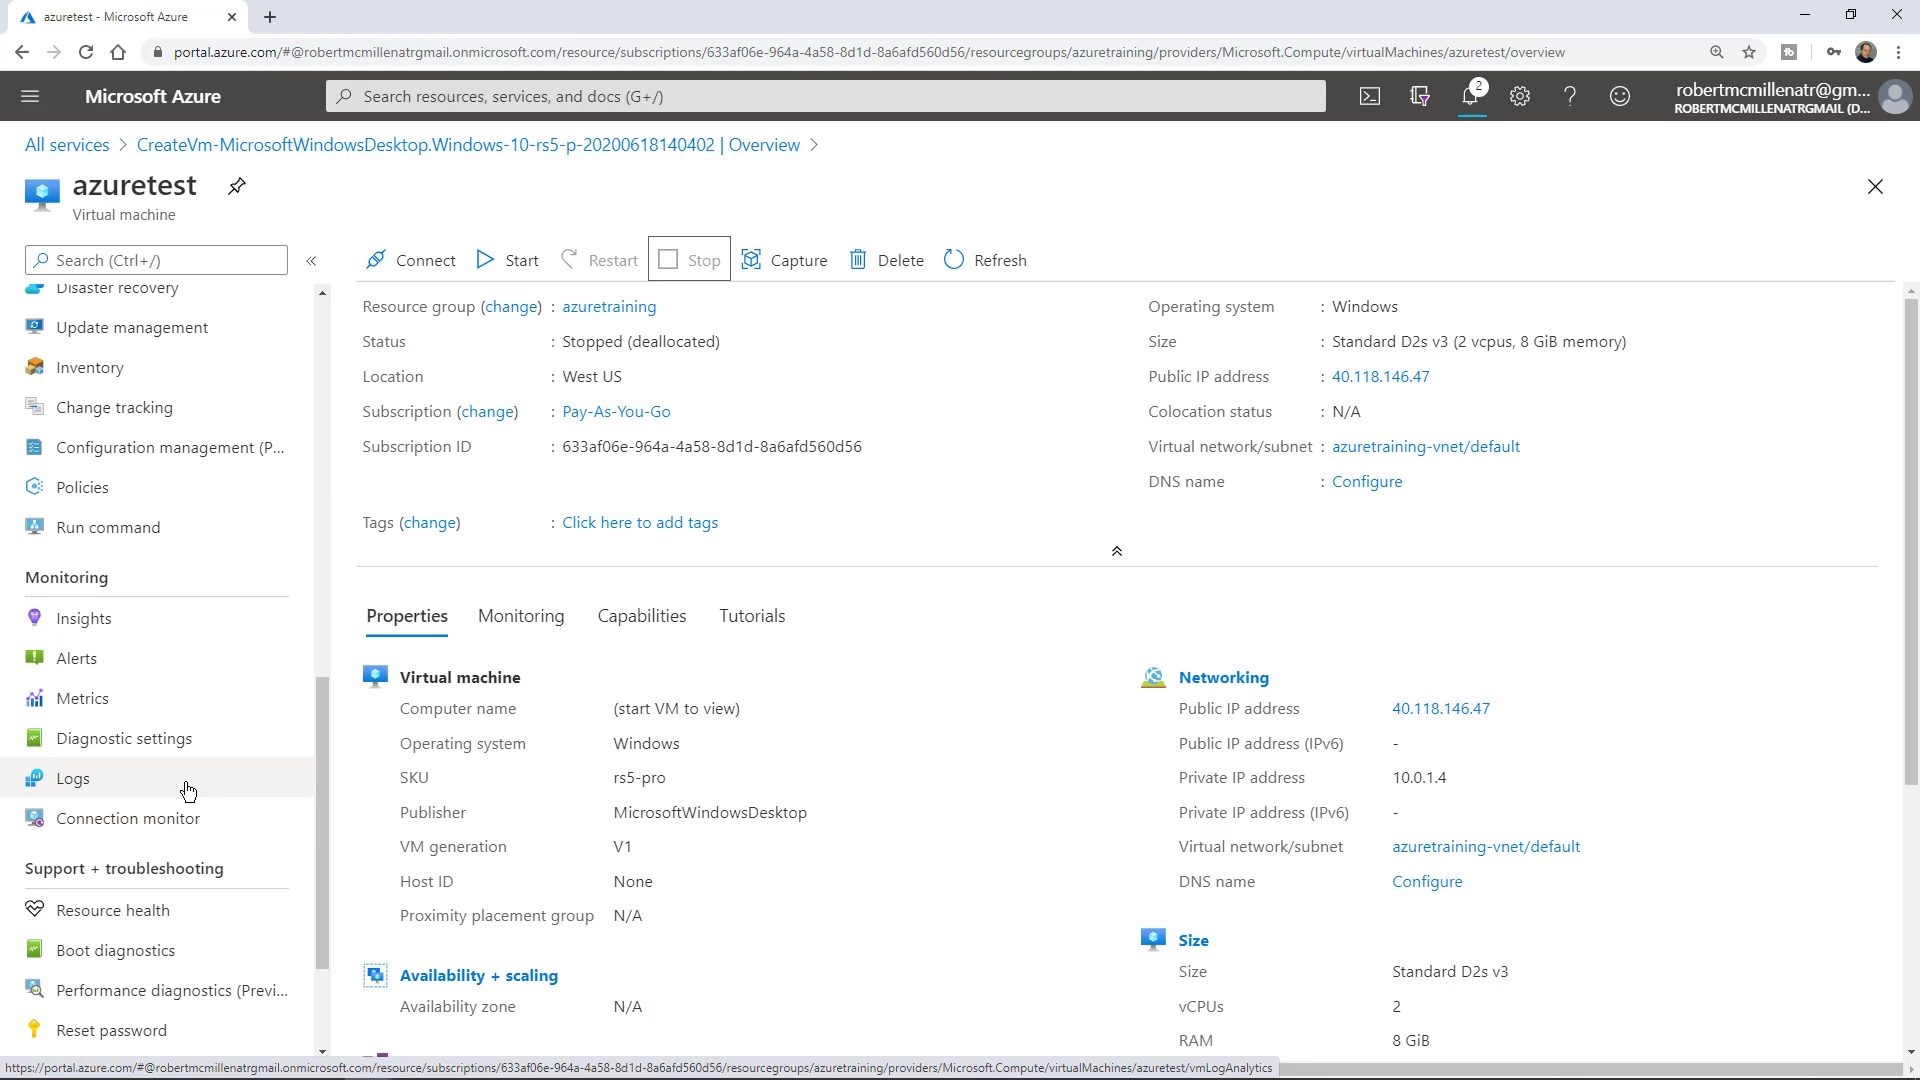 azuretest - Microsoft Azure
portal.azure.com/#@robertmcmillenatrgmail.onmicrosoft.com/resource/subscriptions/633af06e-964a-4a58-8d1d-8a6afd560d56/resourcegroups/azuretraining/providers/Microsoft.Compute/virtualMachines/azuretest/overview
Microsoft Azure
Search resources, services, and docs (G+/)
2
robertmcmillenatr@gm...
ROBERTMCMILLENATRGMAIL (D...
All services > CreateVm-MicrosoftWindowsDesktop.Windows-10-rs5-p-20200618140402 | Overview >
azuretest
Virtual machine
Search (Ctrl+/)
«
Connect
Start
Restart
Stop
Capture
Delete
Refresh
Disaster recovery
Update management
Inventory
Change tracking
Configuration management (P...
Policies
Run command
Monitoring
Insights
Alerts
Metrics
Diagnostic settings
Logs
Connection monitor
Support + troubleshooting
Resource health
Boot diagnostics
Performance diagnostics (Previ...
Reset password
Resource group (change) : azuretraining
Status : Stopped (deallocated)
Location : West US
Subscription (change) : Pay-As-You-Go
Subscription ID : 633af06e-964a-4a58-8d1d-8a6afd560d56
Tags (change) : Click here to add tags
Operating system : Windows
Size : Standard D2s v3 (2 vcpus, 8 GiB memory)
Public IP address : 40.118.146.47
Colocation status : N/A
Virtual network/subnet : azuretraining-vnet/default
DNS name : Configure
Properties
Monitoring
Capabilities
Tutorials
Virtual machine
Computer name (start VM to view)
Operating system Windows
SKU rs5-pro
Publisher MicrosoftWindowsDesktop
VM generation V1
Host ID None
Proximity placement group N/A
Availability + scaling
Availability zone N/A
Networking
Public IP address 40.118.146.47
Public IP address (IPv6) -
Private IP address 10.0.1.4
Private IP address (IPv6) -
Virtual network/subnet azuretraining-vnet/default
DNS name Configure
Size
Size Standard D2s v3
vCPUs 2
RAM 8 GiB
https://portal.azure.com/#@robertmcmillenatrgmail.onmicrosoft.com/resource/subscriptions/633af06e-964a-4a58-8d1d-8a6afd560d56/resourcegroups/azuretraining/providers/Microsoft.Compute/virtualMachines/azuretest/vmLogAnalytics